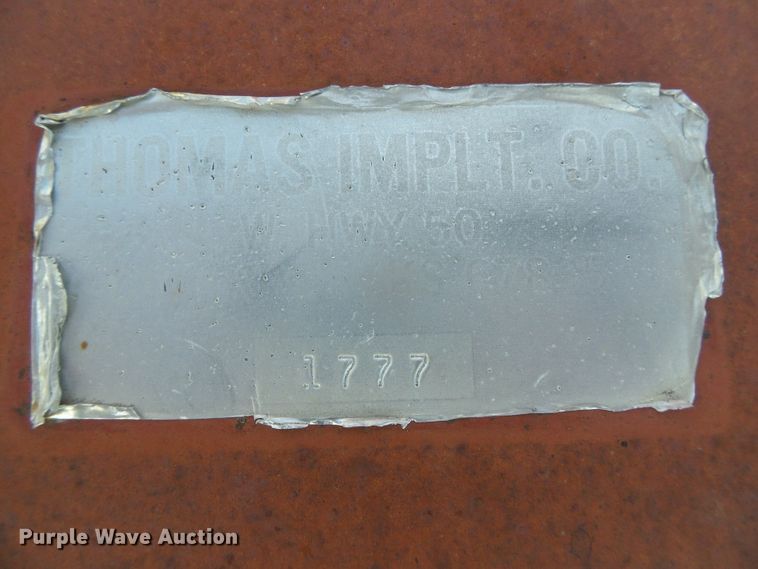 THOMAS IMPLT. CO.
W. HWY 50
1777
Purple Wave Auction